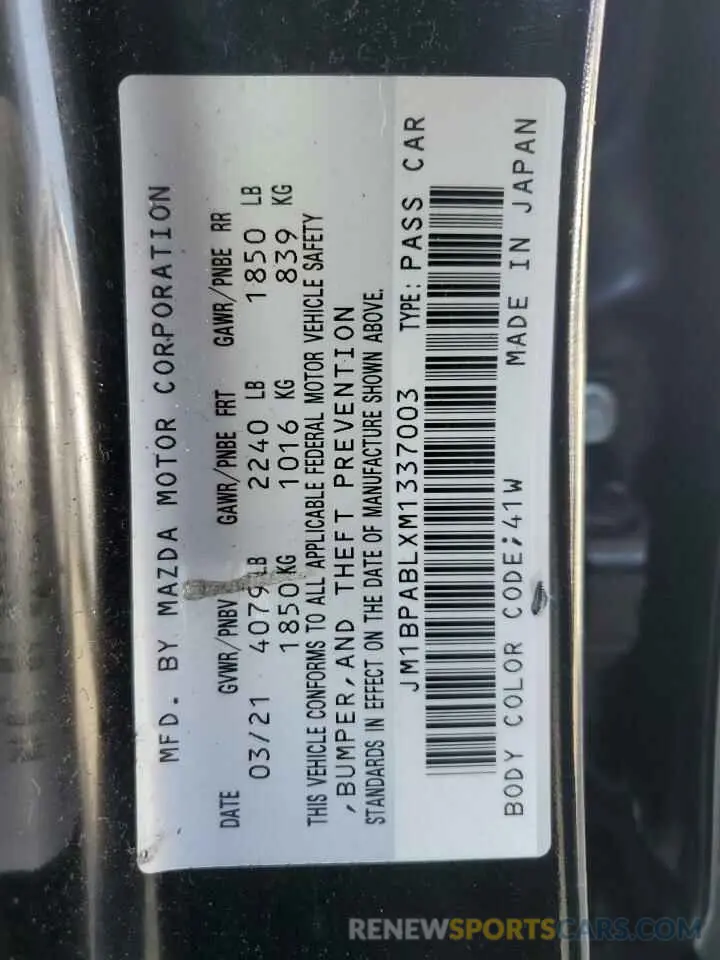 MFD. BY MAZDA MOTOR CORPORATION
DATE GVWR/PNBV GAWR/PNBE FRT GAWR/PNBE RR
03/21 4079 LB 2240 LB 1850 LB
1850 KG 1016 KG 839 KG
THIS VEHICLE CONFORMS TO ALL APPLICABLE FEDERAL MOTOR VEHICLE SAFETY
,BUMPER,AND THEFT PREVENTION
STANDARDS IN EFFECT ON THE DATE OF MANUFACTURE SHOWN ABOVE.
JM1BPABLXM1337003 TYPE: PASS CAR
BODY COLOR CODE;41W MADE IN JAPAN
RENEWSPORTSCARS.COM